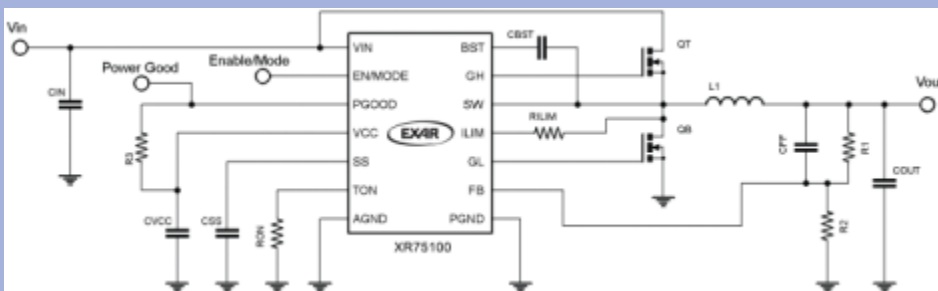 Vin
Power Good
Enable/Mode
CIN
R3
CVCC
CSS
RON
VIN
EN/MODE
PGOOD
VCC
SS
TON
AGND
EXAR
BST
GH
SW
ILIM
GL
FB
PGND
XR75100
CBST
RILIM
QT
QB
L1
CFF
R1
R2
COUT
Vou